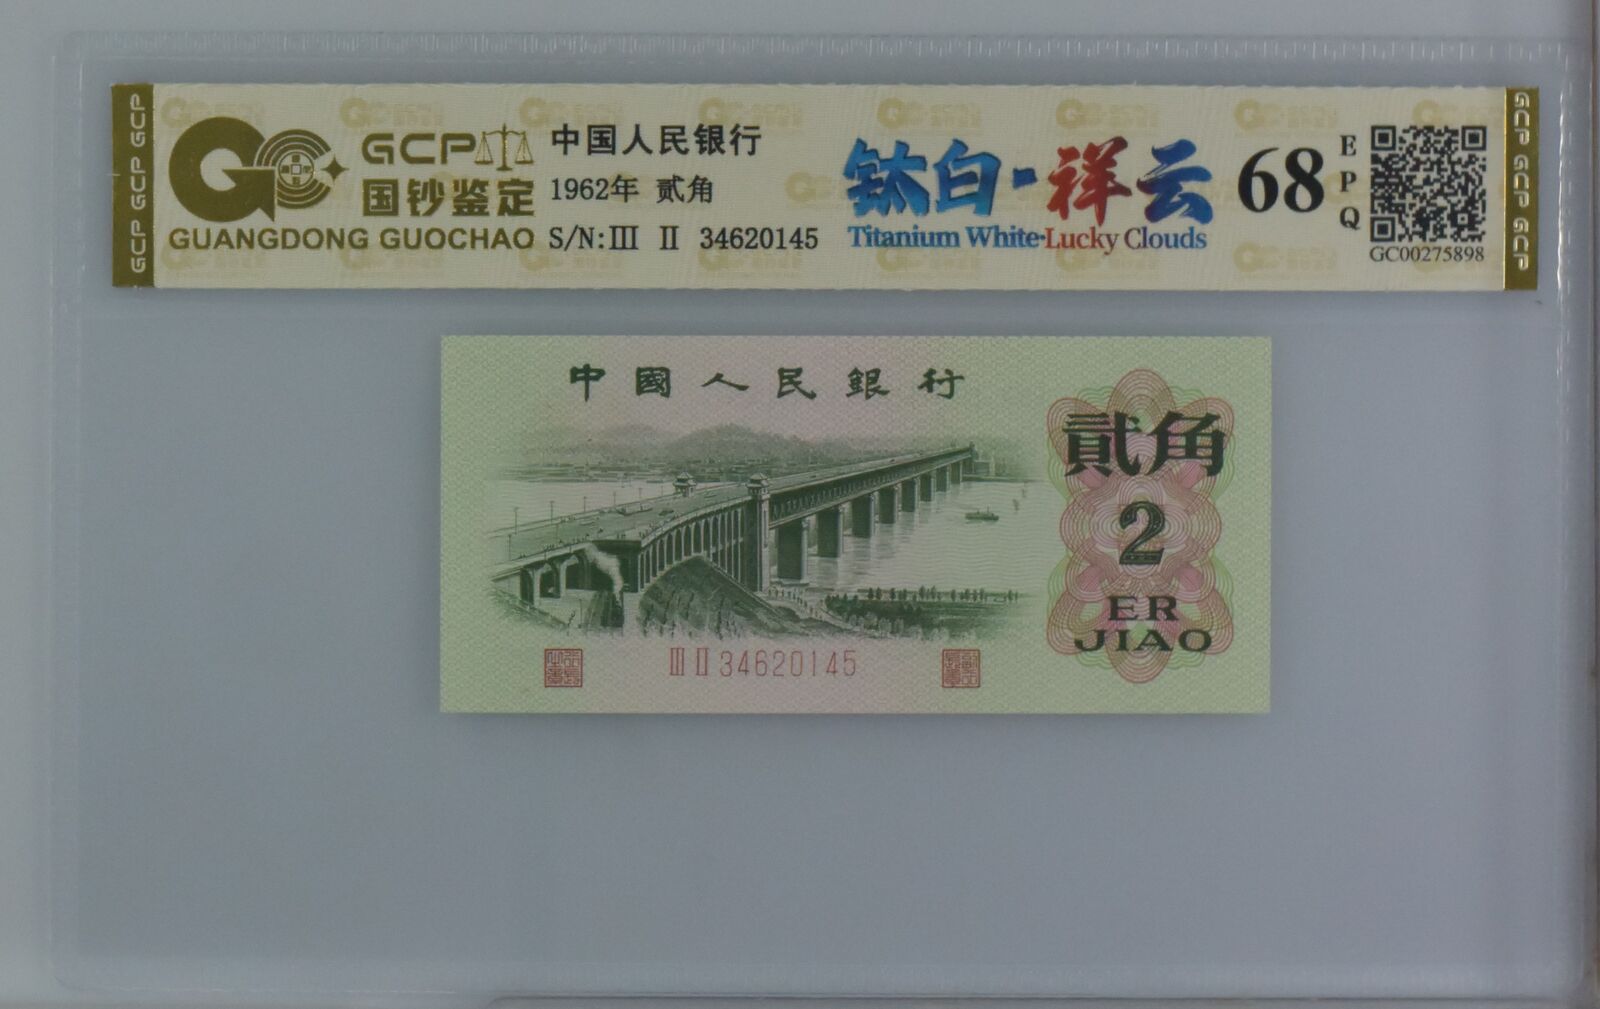 GCP GCP GCP
GCP
国钞鉴定
GUANGDONG GUOCHAO
中国人民银行
1962年 贰角
S/N:Ⅲ Ⅱ 34620145
钛白·祥云
Titanium White·Lucky Clouds
68
EPQ
GC00275898
GCP GCP GCP
中國人民銀行
貳角
2
ER
JIAO
Ⅲ Ⅱ 34620145